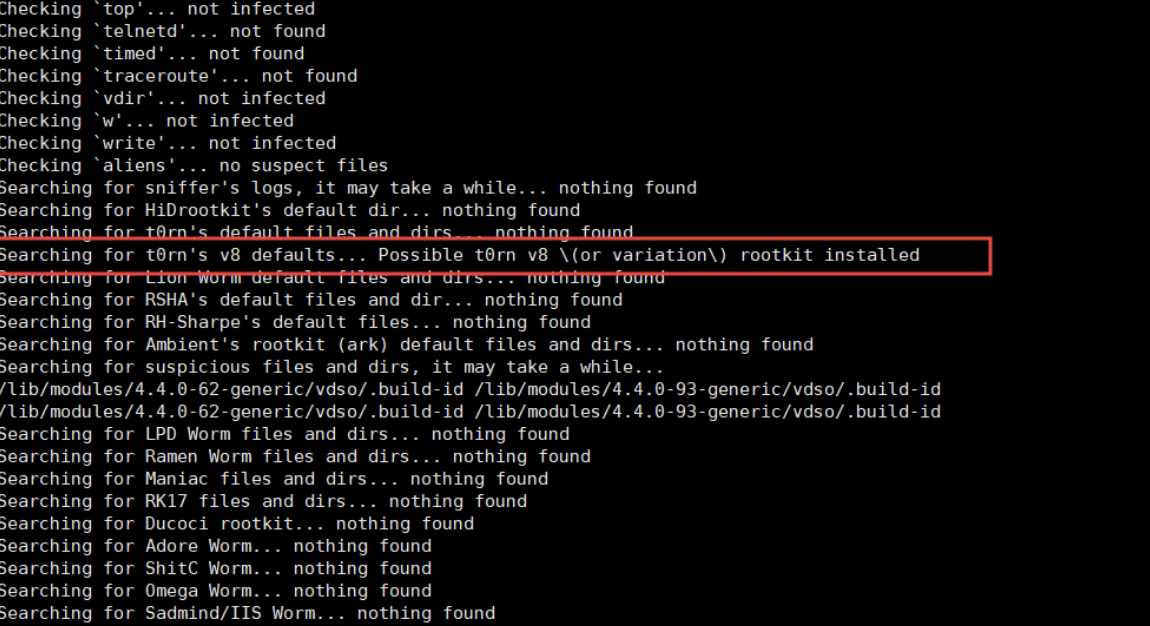 Checking `top'... not infected
Checking `telnetd'... not found
Checking `timed'... not found
Checking `traceroute'... not found
Checking `vdir'... not infected
Checking `w'... not infected
Checking `write'... not infected
Checking `aliens'... no suspect files
Searching for sniffer's logs, it may take a while... nothing found
Searching for HiDrootkit's default dir... nothing found
Searching for t0rn's default files and dirs... nothing found
Searching for t0rn's v8 defaults... Possible t0rn v8 \(or variation\) rootkit installed
Searching for Lion Worm default files and dirs... nothing found
Searching for RSHA's default files and dir... nothing found
Searching for RH-Sharpe's default files... nothing found
Searching for Ambient's rootkit (ark) default files and dirs... nothing found
Searching for suspicious files and dirs, it may take a while...
/lib/modules/4.4.0-62-generic/vdso/.build-id /lib/modules/4.4.0-93-generic/vdso/.build-id
/lib/modules/4.4.0-62-generic/vdso/.build-id /lib/modules/4.4.0-93-generic/vdso/.build-id
Searching for LPD Worm files and dirs... nothing found
Searching for Ramen Worm files and dirs... nothing found
Searching for Maniac files and dirs... nothing found
Searching for RK17 files and dirs... nothing found
Searching for Ducoci rootkit... nothing found
Searching for Adore Worm... nothing found
Searching for ShitC Worm... nothing found
Searching for Omega Worm... nothing found
Searching for Sadmind/IIS Worm... nothing found